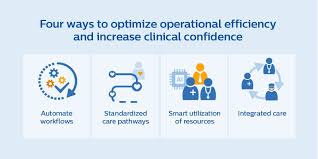 Four ways to optimize operational efficiency
and increase clinical confidence
AI
Automate
workflows
Standardized
care pathways
Smart utilization
of resources
Integrated care